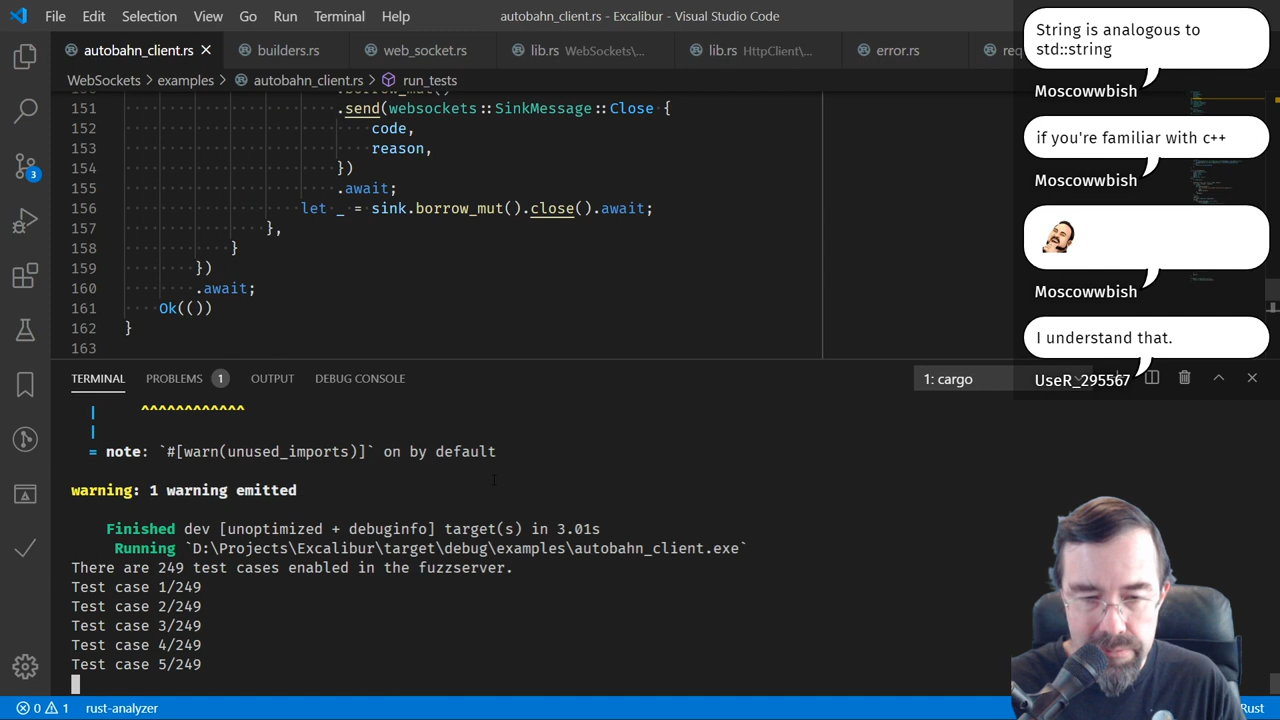 File Edit Selection View Go Run Terminal Help
autobahn_client.rs - Excalibur - Visual Studio Code
autobahn_client.rs
builders.rs
web_socket.rs
lib.rs WebSockets\...
lib.rs HttpClient\...
error.rs
req
WebSockets > examples > autobahn_client.rs > run_tests
151 .send(websockets::SinkMessage::Close {
152 code,
153 reason,
154 })
155 .await;
156 let _ = sink.borrow_mut().close().await;
157 },
158 }
159 })
160 .await;
161 Ok(())
162 }
163
TERMINAL PROBLEMS 1 OUTPUT DEBUG CONSOLE
1: cargo
| ^^^^^^^^^^^^
|
= note: `#[warn(unused_imports)]` on by default
warning: 1 warning emitted
Finished dev [unoptimized + debuginfo] target(s) in 3.01s
Running `D:\Projects\Excalibur\target\debug\examples\autobahn_client.exe`
There are 249 test cases enabled in the fuzzserver.
Test case 1/249
Test case 2/249
Test case 3/249
Test case 4/249
Test case 5/249
3
0 1 rust-analyzer
Rust
String is analogous to
std::string
Moscowwbish
if you're familiar with c++
Moscowwbish
Moscowwbish
I understand that.
UseR_295567